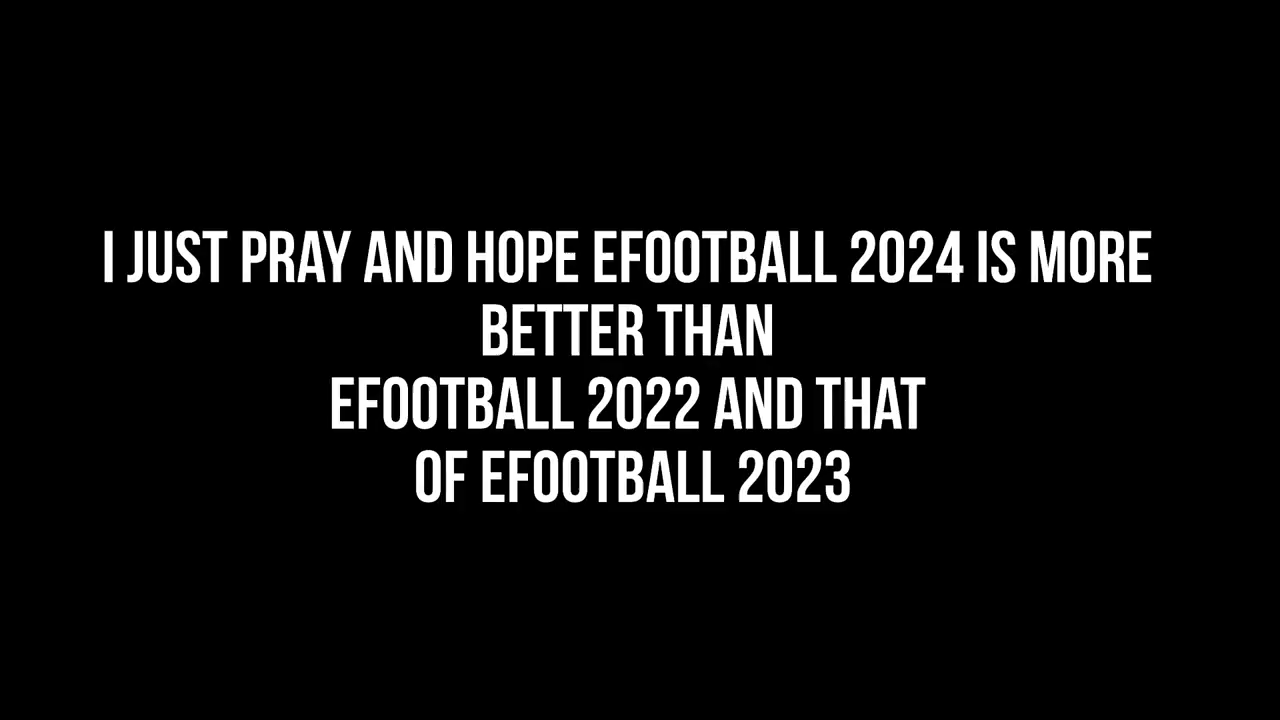 I JUST PRAY AND HOPE EFOOTBALL 2024 IS MORE
BETTER THAN
EFOOTBALL 2022 AND THAT
OF EFOOTBALL 2023